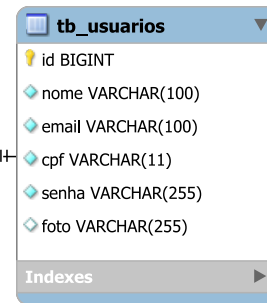 tb_usuarios
id BIGINT
nome VARCHAR(100)
email VARCHAR(100)
cpf VARCHAR(11)
senha VARCHAR(255)
foto VARCHAR(255)
Indexes